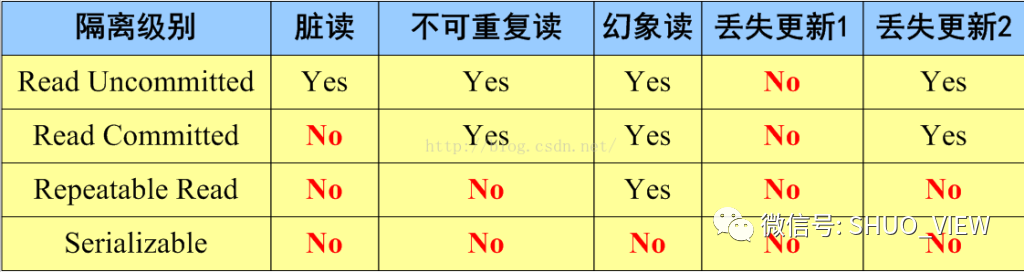 隔离级别 脏读 不可重复读 幻象读 丢失更新1 丢失更新2
Read Uncommitted Yes Yes Yes No Yes
Read Committed No Yes Yes No Yes
http://blog.csdn.net/
Repeatable Read No No Yes No No
微信号: SHUO_VIEW
Serializable No No No No No